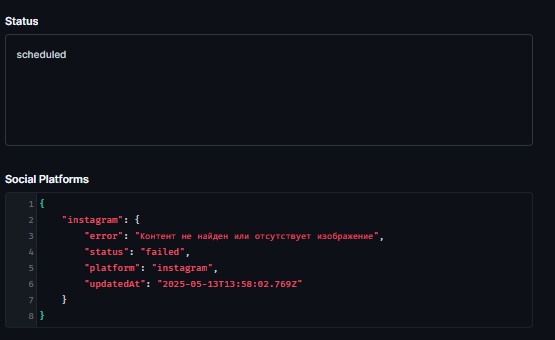 Status
scheduled
Social Platforms
1 {
2 "instagram": {
3 "error": "Контент не найден или отсутствует изображение",
4 "status": "failed",
5 "platform": "instagram",
6 "updatedAt": "2025-05-13T13:58:02.769Z"
7 }
8 }